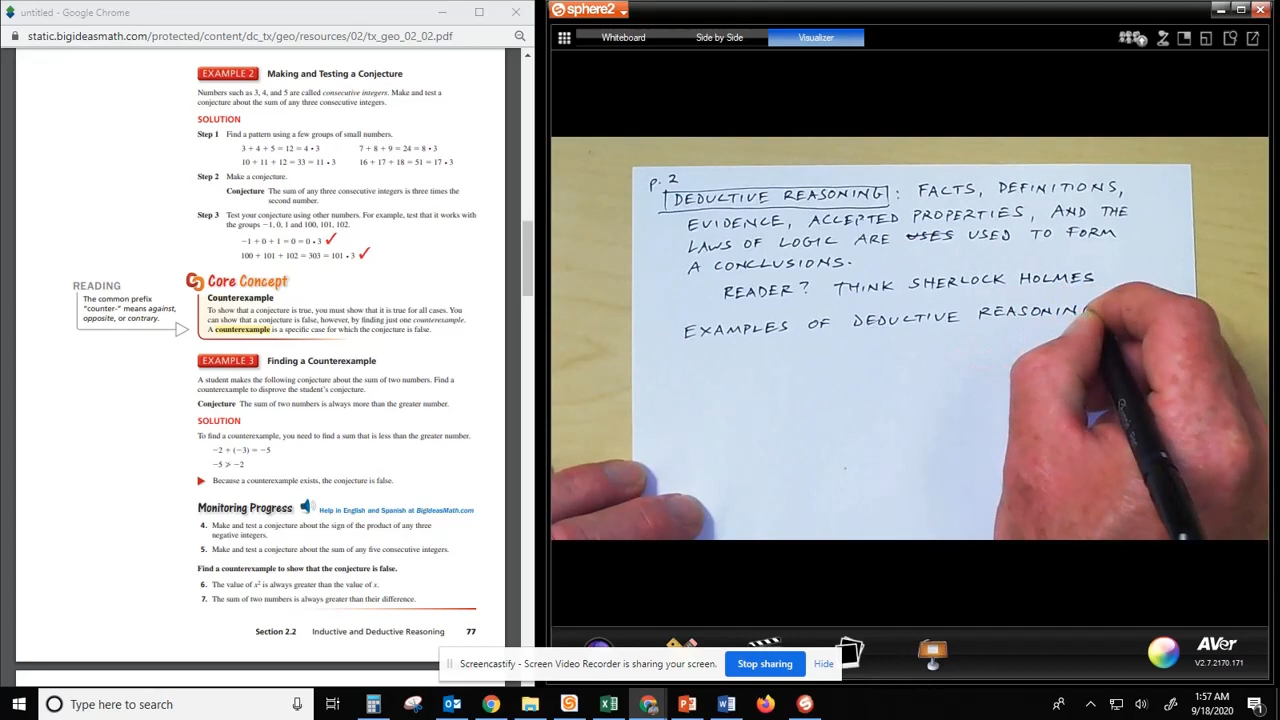 untitled - Google Chrome
static.bigideasmath.com/protected/content/dc_tx/geo/resources/02/tx_geo_02_02.pdf
EXAMPLE 2 Making and Testing a Conjecture
Numbers such as 3, 4, and 5 are called consecutive integers. Make and test a
conjecture about the sum of any three consecutive integers.
SOLUTION
Step 1 Find a pattern using a few groups of small numbers.
3 + 4 + 5 = 12 = 4 • 3 7 + 8 + 9 = 24 = 8 • 3
10 + 11 + 12 = 33 = 11 • 3 16 + 17 + 18 = 51 = 17 • 3
Step 2 Make a conjecture.
Conjecture The sum of any three consecutive integers is three times the
second number.
Step 3 Test your conjecture using other numbers. For example, test that it works with
the groups −1, 0, 1 and 100, 101, 102.
−1 + 0 + 1 = 0 = 0 • 3 ✓
100 + 101 + 102 = 303 = 101 • 3 ✓
READING
The common prefix
"counter-" means against,
opposite, or contrary.
Core Concept
Counterexample
To show that a conjecture is true, you must show that it is true for all cases. You
can show that a conjecture is false, however, by finding just one counterexample.
A counterexample is a specific case for which the conjecture is false.
EXAMPLE 3 Finding a Counterexample
A student makes the following conjecture about the sum of two numbers. Find a
counterexample to disprove the student's conjecture.
Conjecture The sum of two numbers is always more than the greater number.
SOLUTION
To find a counterexample, you need to find a sum that is less than the greater number.
−2 + (−3) = −5
−5 ≯ −2
Because a counterexample exists, the conjecture is false.
Monitoring Progress Help in English and Spanish at BigIdeasMath.com
4. Make and test a conjecture about the sign of the product of any three
negative integers.
5. Make and test a conjecture about the sum of any five consecutive integers.
Find a counterexample to show that the conjecture is false.
6. The value of x² is always greater than the value of x.
7. The sum of two numbers is always greater than their difference.
Section 2.2 Inductive and Deductive Reasoning 77
sphere2
Whiteboard Side by Side Visualizer
P. 2
DEDUCTIVE REASONING : FACTS, DEFINITIONS,
EVIDENCE, ACCEPTED PROPERTIES, AND THE
LAWS OF LOGIC ARE USES USED TO FORM
A CONCLUSIONS.
READER? THINK SHERLOCK HOLMES
EXAMPLES OF DEDUCTIVE REASONING
AVer
V2.7.2170.171
Screencastify - Screen Video Recorder is sharing your screen. Stop sharing Hide
Type here to search
1:57 AM
9/18/2020